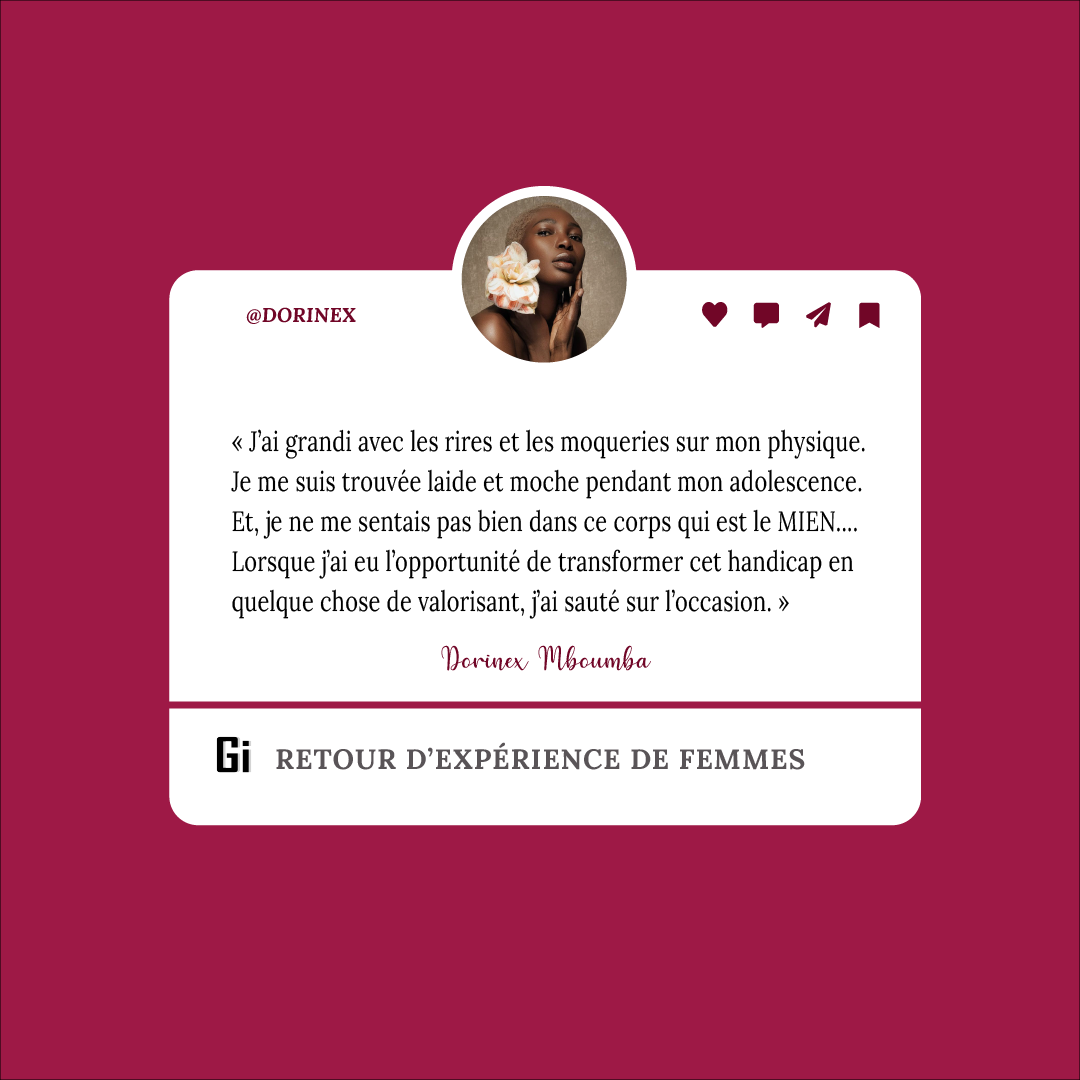 @DORINEX
« J’ai grandi avec les rires et les moqueries sur mon physique.
Je me suis trouvée laide et moche pendant mon adolescence.
Et, je ne me sentais pas bien dans ce corps qui est le MIEN....
Lorsque j’ai eu l’opportunité de transformer cet handicap en
quelque chose de valorisant, j’ai sauté sur l’occasion. »
Dorinex Mboumba
Gi RETOUR D’EXPÉRIENCE DE FEMMES